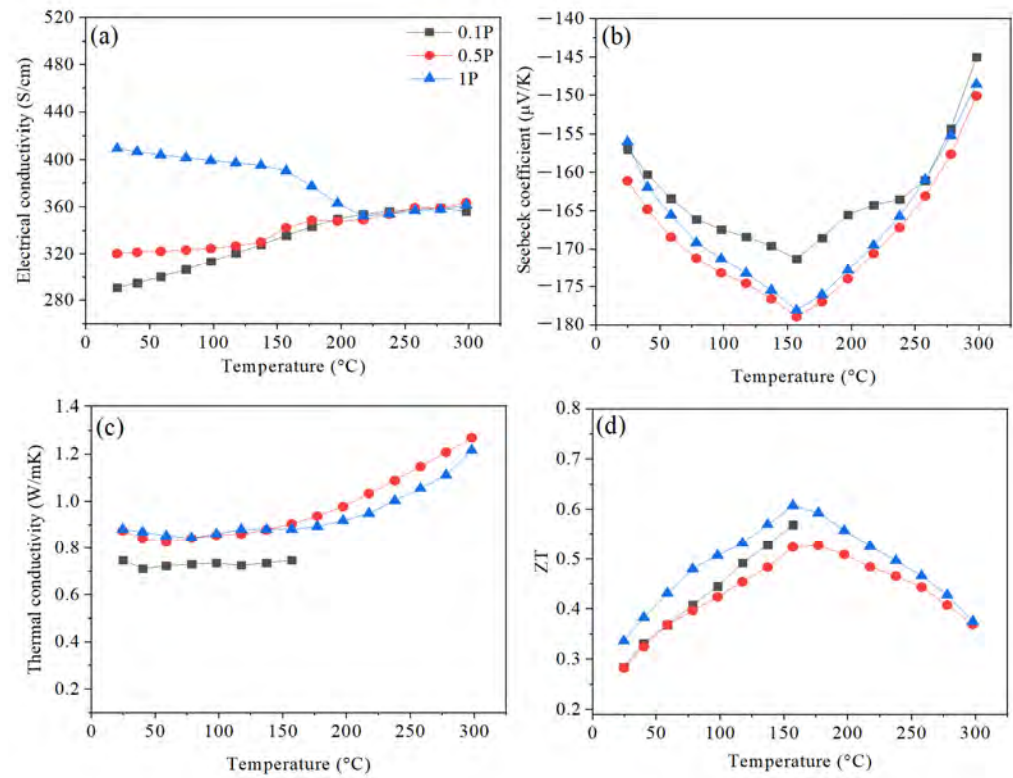 (a)
0.1P
0.5P
1P
Electrical conductivity (S/cm)
520
480
440
400
360
320
280
0 50 100 150 200 250 300
Temperature (°C)
(b)
Seebeck coefficient (μV/K)
−140
−145
−150
−155
−160
−165
−170
−175
−180
0 50 100 150 200 250 300
Temperature (°C)
(c)
Thermal conductivity (W/mK)
1.4
1.2
1.0
0.8
0.6
0.4
0.2
0 50 100 150 200 250 300
Temperature (°C)
(d)
ZT
0.8
0.7
0.6
0.5
0.4
0.3
0.2
0 50 100 150 200 250 300
Temperature (°C)